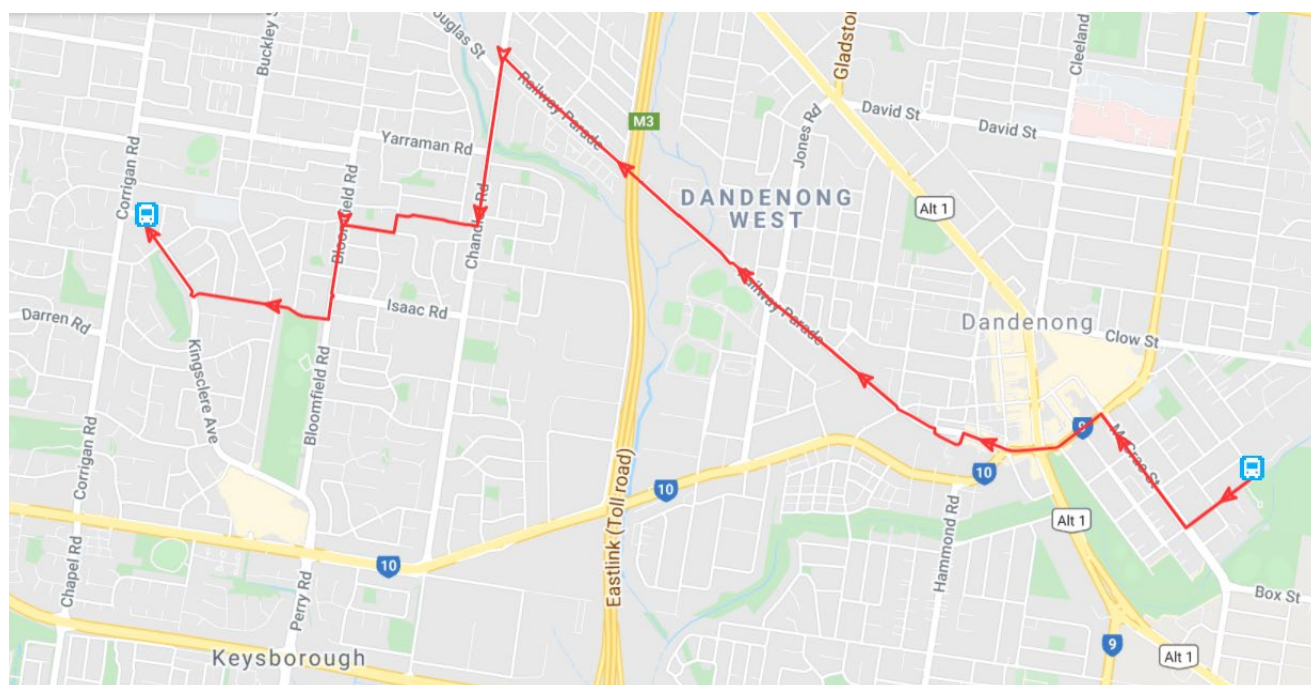 Douglas St
Buckley
Gladstone
Cleeland
Corrigan Rd
Railway Parade
M3
David St
David St
Yarraman Rd
Jones Rd
Bloomfield Rd
Chandler Rd
DANDENONG
WEST
Alt 1
Isaac Rd
Railway Parade
Darren Rd
Dandenong
Clow St
Kingsclere Ave
Bloomfield Rd
9
McCrae St
Corrigan Rd
10
10
Eastlink (Toll road)
Hammond Rd
Alt 1
10
Chapel Rd
Perry Rd
Box St
9
Alt 1
Keysborough